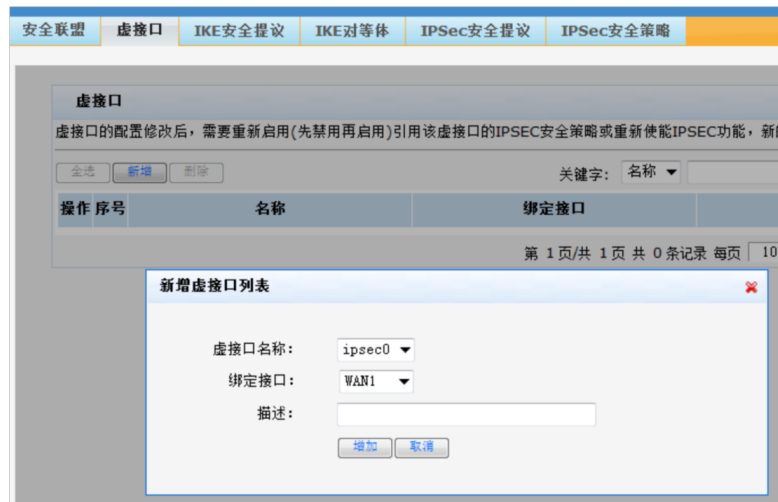 安全联盟 虚接口 IKE安全提议 IKE对等体 IPSec安全提议 IPSec安全策略
虚接口
虚接口的配置修改后，需要重新启用(先禁用再启用)引用该虚接口的IPSEC安全策略或重新使能IPSEC功能，新
全选 新增 删除 关键字： 名称
操作 序号 名称 绑定接口
第 1 页/共 1 页 共 0 条记录 每页 10
新增虚接口列表
虚接口名称： ipsec0
绑定接口： WAN1
描述：
增加 取消